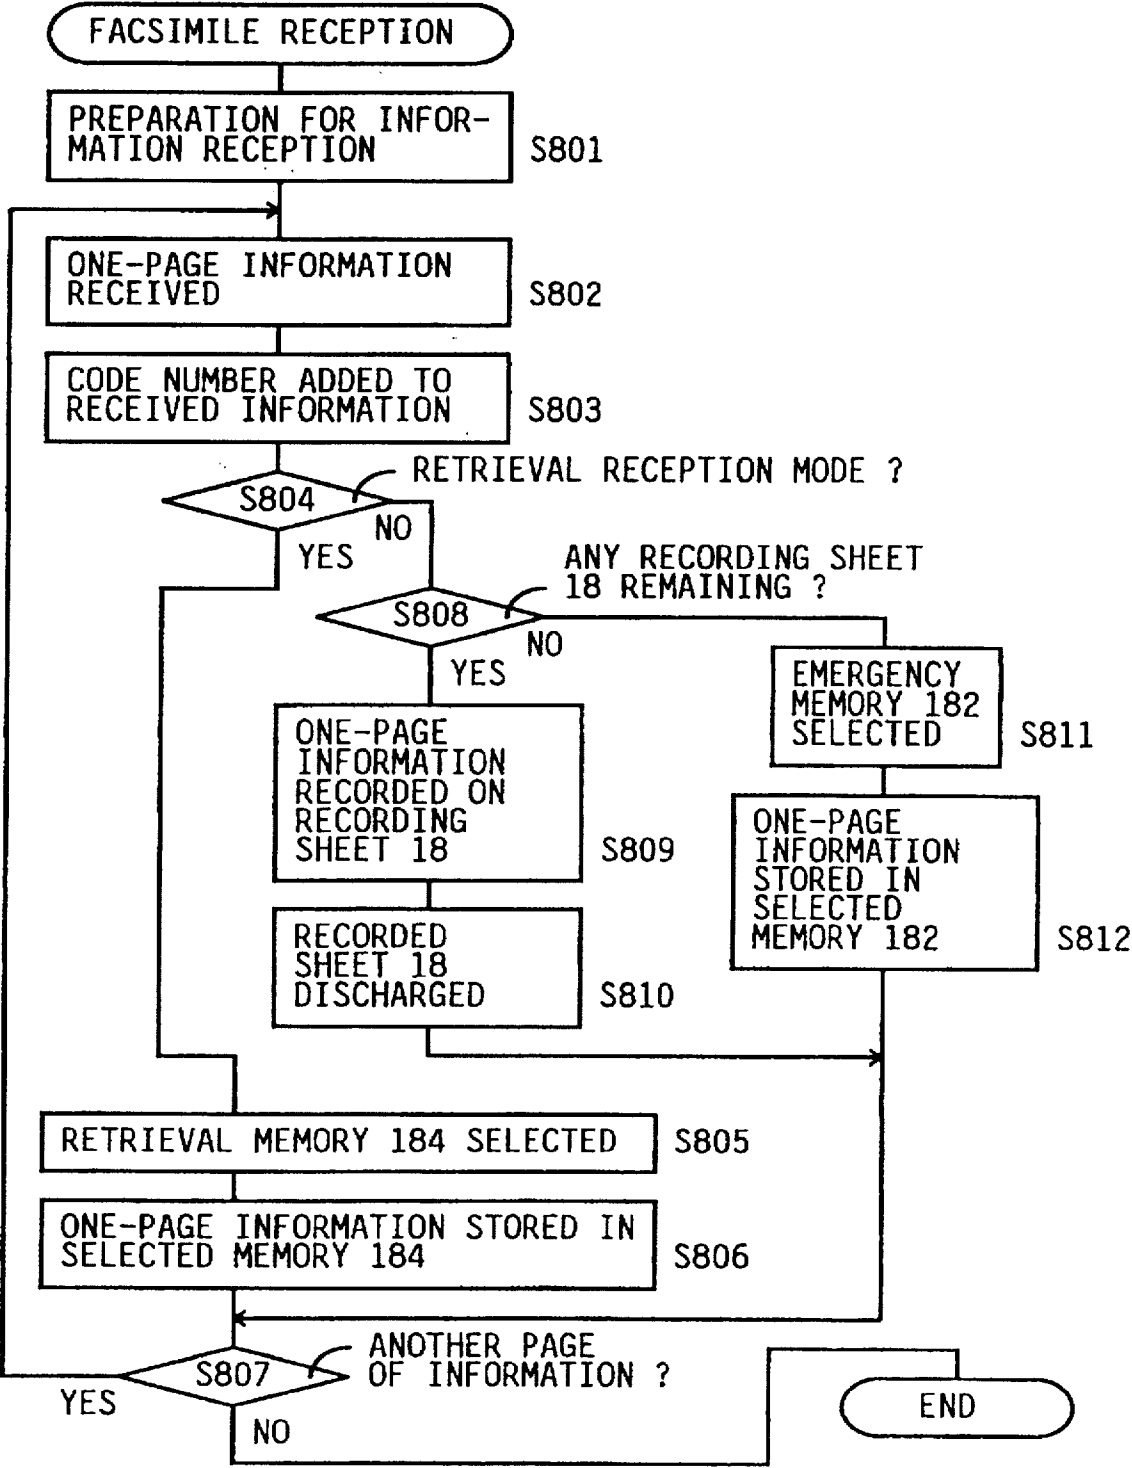 FACSIMILE RECEPTION
PREPARATION FOR INFOR-
MATION RECEPTION
S801
ONE-PAGE INFORMATION
RECEIVED
S802
CODE NUMBER ADDED TO
RECEIVED INFORMATION
S803
RETRIEVAL RECEPTION MODE ?
S804
NO
YES
ANY RECORDING SHEET
18 REMAINING ?
S808
NO
YES
EMERGENCY
MEMORY 182
SELECTED
S811
ONE-PAGE
INFORMATION
RECORDED ON
RECORDING
SHEET 18
S809
ONE-PAGE
INFORMATION
STORED IN
SELECTED
MEMORY 182
S812
RECORDED
SHEET 18
DISCHARGED
S810
RETRIEVAL MEMORY 184 SELECTED
S805
ONE-PAGE INFORMATION STORED IN
SELECTED MEMORY 184
S806
ANOTHER PAGE
OF INFORMATION ?
S807
YES
NO
END